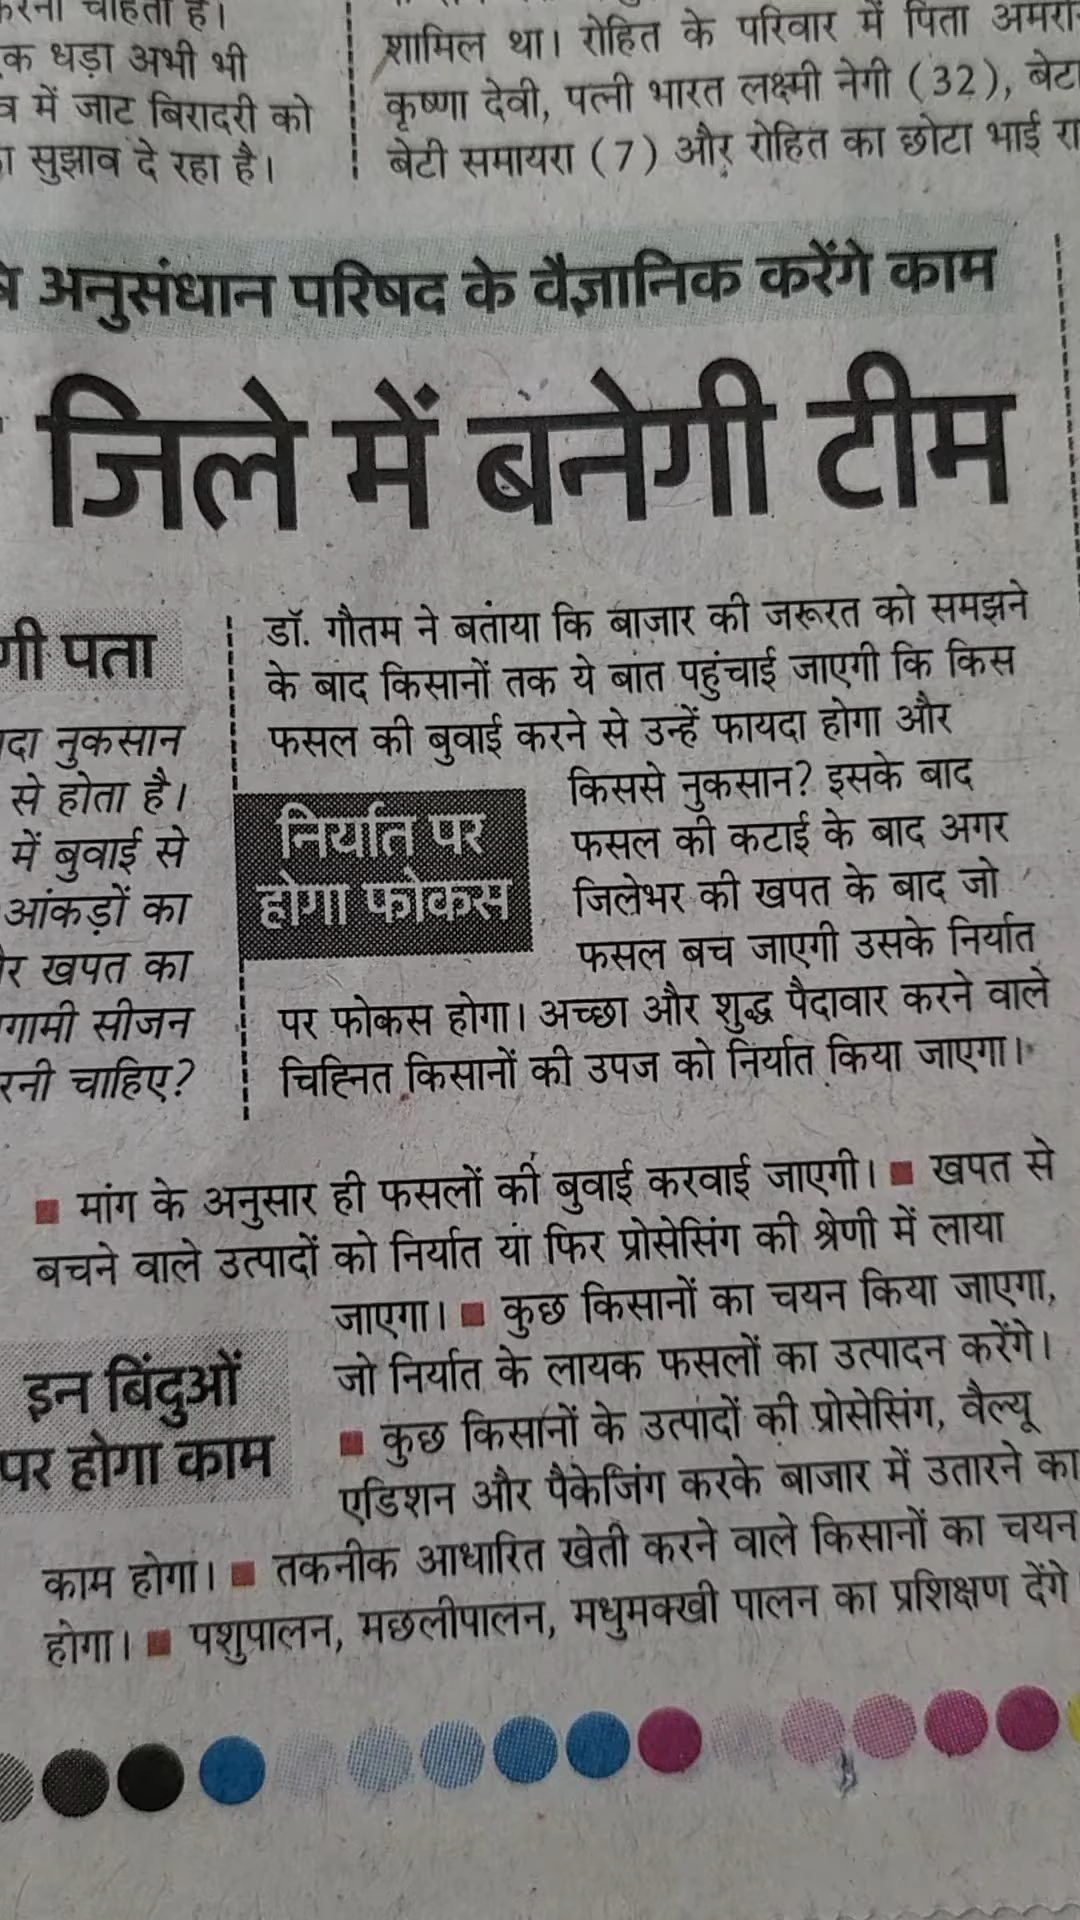 करना चाहता है।
धड़ा अभी भी
में जाट बिरादरी को
सुझाव दे रहा है।
शामिल था। रोहित के परिवार में पिता
कृष्णा देवी, पत्नी भारत लक्ष्मी नेगी (32), बेटा
बेटी समायरा (7) और रोहित का छोटा भाई
अनुसंधान परिषद के वैज्ञानिक करेंगे काम
जिले में बनेगी टीम
पता
नुकसान
से होता है।
में बुवाई से
आंकड़ों का
खपत का
सीजन
चाहिए?
डॉ. गौतम ने बताया कि बाजार की जरूरत को समझने
के बाद किसानों तक ये बात पहुंचाई जाएगी कि किस
फसल की बुवाई करने से उन्हें फायदा होगा और
निर्यात पर
होगा फोकस
किससे नुकसान? इसके बाद
फसल की कटाई के बाद अगर
जिलेभर की खपत के बाद जो
फसल बच जाएगी उसके निर्यात
पर फोकस होगा। अच्छा और शुद्ध पैदावार करने वाले
चिह्नित किसानों की उपज को निर्यात किया जाएगा।
■ मांग के अनुसार ही फसलों की बुवाई करवाई जाएगी। ■ खपत से
बचने वाले उत्पादों को निर्यात या फिर प्रोसेसिंग की श्रेणी में लाया
जाएगा। ■ कुछ किसानों का चयन किया जाएगा,
इन बिंदुओं
पर होगा काम
जो निर्यात के लायक फसलों का उत्पादन करेंगे।
■ कुछ किसानों के उत्पादों की प्रोसेसिंग, वैल्यू
एडिशन और पैकेजिंग करके बाजार में उतारने का
काम होगा। ■ तकनीक आधारित खेती करने वाले किसानों का चयन
होगा। ■ पशुपालन, मछलीपालन, मधुमक्खी पालन का प्रशिक्षण देंगे